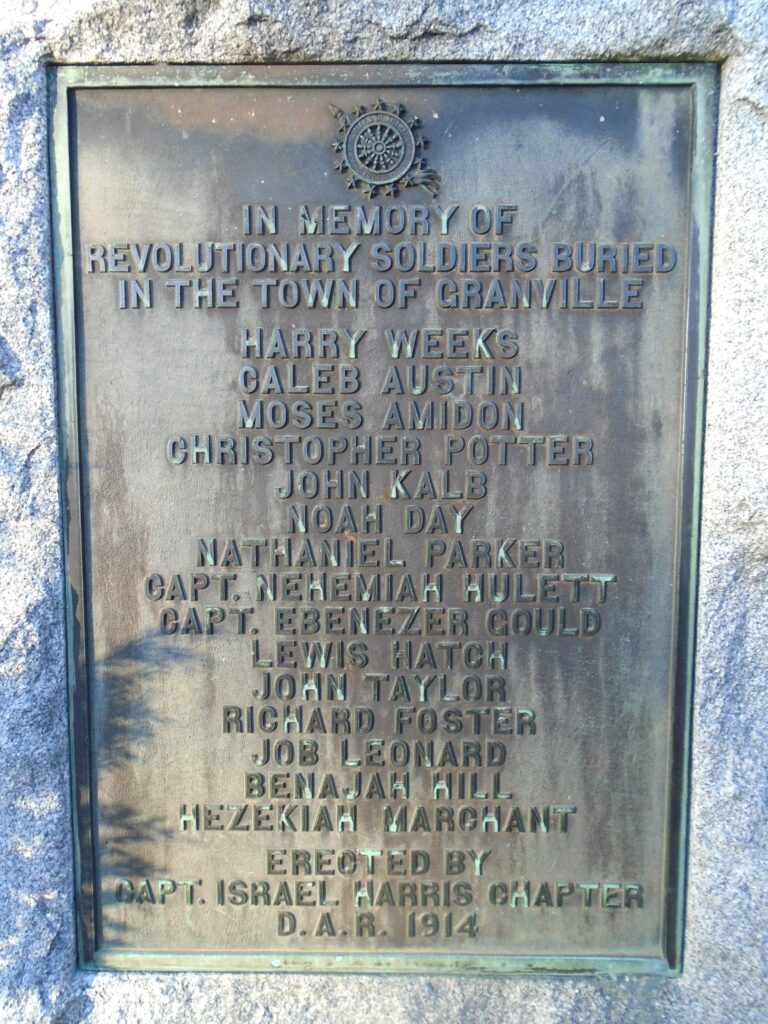 IN MEMORY OF
REVOLUTIONARY SOLDIERS BURIED
IN THE TOWN OF GRANVILLE
HARRY WEEKS
CALEB AUSTIN
MOSES AMIDON
CHRISTOPHER POTTER
JOHN KALB
NOAH DAY
NATHANIEL PARKER
CAPT. NEHEMIAH HULETT
CAPT. EBENEZER GOULD
LEWIS HATCH
JOHN TAYLOR
RICHARD FOSTER
JOB LEONARD
BENAJAH HILL
HEZEKIAH MARCHANT
ERECTED BY
CAPT. ISRAEL HARRIS CHAPTER
D. A. R. 1914